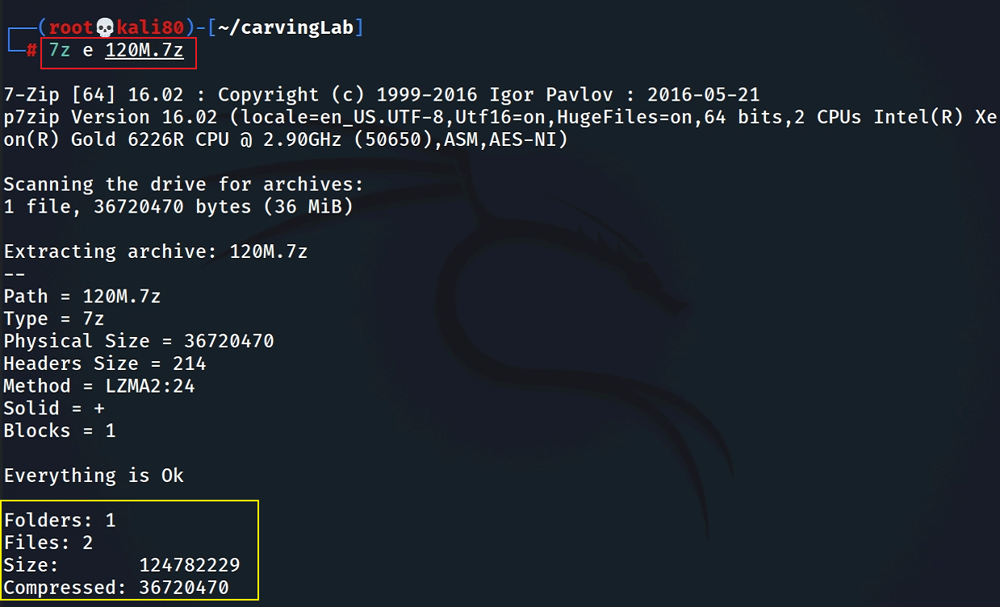 (root💀kali80)-[~/carvingLab]
# 7z e 120M.7z
7-Zip [64] 16.02 : Copyright (c) 1999-2016 Igor Pavlov : 2016-05-21
p7zip Version 16.02 (locale=en_US.UTF-8,Utf16=on,HugeFiles=on,64 bits,2 CPUs Intel(R) Xe
on(R) Gold 6226R CPU @ 2.90GHz (50650),ASM,AES-NI)
Scanning the drive for archives:
1 file, 36720470 bytes (36 MiB)
Extracting archive: 120M.7z
--
Path = 120M.7z
Type = 7z
Physical Size = 36720470
Headers Size = 214
Method = LZMA2:24
Solid = +
Blocks = 1
Everything is Ok
Folders: 1
Files: 2
Size:       124782229
Compressed: 36720470